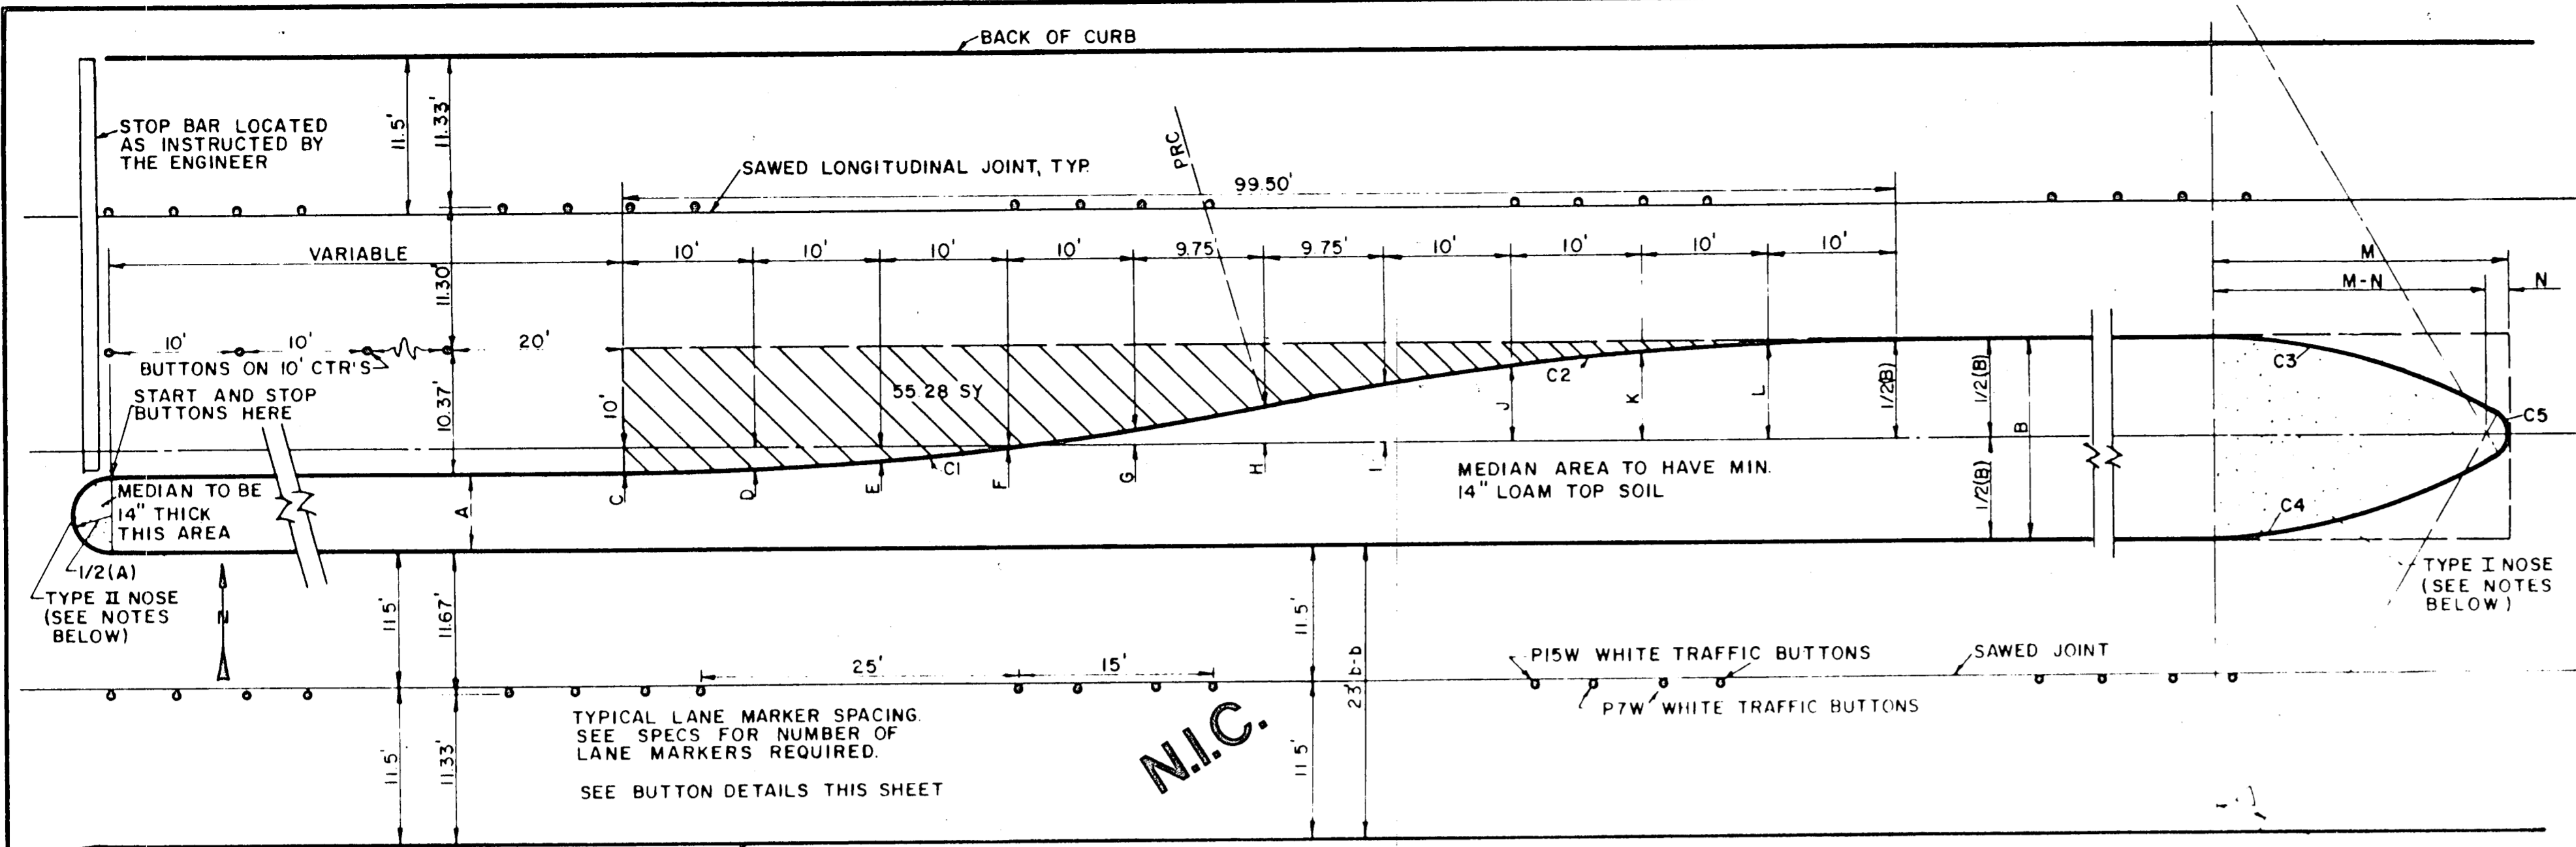 BACK OF CURB
STOP BAR LOCATED
AS INSTRUCTED BY
THE ENGINEER
11.5'
11.33'
SAWED LONGITUDINAL JOINT, TYP.
PRC
99.50'
VARIABLE
11.30'
10'
10'
10'
10'
9.75'
9.75'
10'
10'
10'
10'
M
M-N
N
10'
10'
20'
BUTTONS ON 10' CTR'S
START AND STOP
BUTTONS HERE
10.37'
10'
55.28 SY
C1
C2
C3
C4
C5
C
D
E
F
G
H
I
J
K
L
1/2(B)
1/2(B)
1/2(B)
B
A
MEDIAN TO BE
14" THICK
THIS AREA
1/2(A)
TYPE II NOSE
(SEE NOTES
BELOW)
N
MEDIAN AREA TO HAVE MIN.
14" LOAM TOP SOIL
TYPE I NOSE
(SEE NOTES
BELOW)
11.5'
11.67'
11.5'
11.33'
25'
15'
11.5'
11.5'
23' b-b
P15W WHITE TRAFFIC BUTTONS
P7W WHITE TRAFFIC BUTTONS
SAWED JOINT
TYPICAL LANE MARKER SPACING.
SEE SPECS FOR NUMBER OF
LANE MARKERS REQUIRED.
SEE BUTTON DETAILS THIS SHEET
N.I.C.